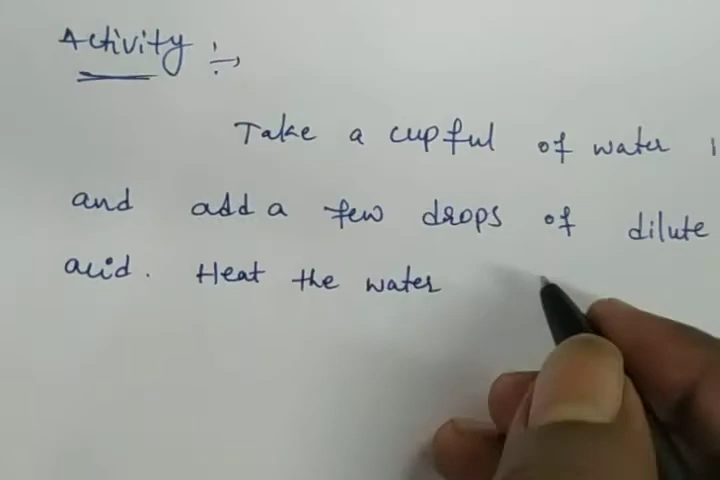 Activity :→
Take a cupful of water
and add a few drops of dilute
acid. Heat the water